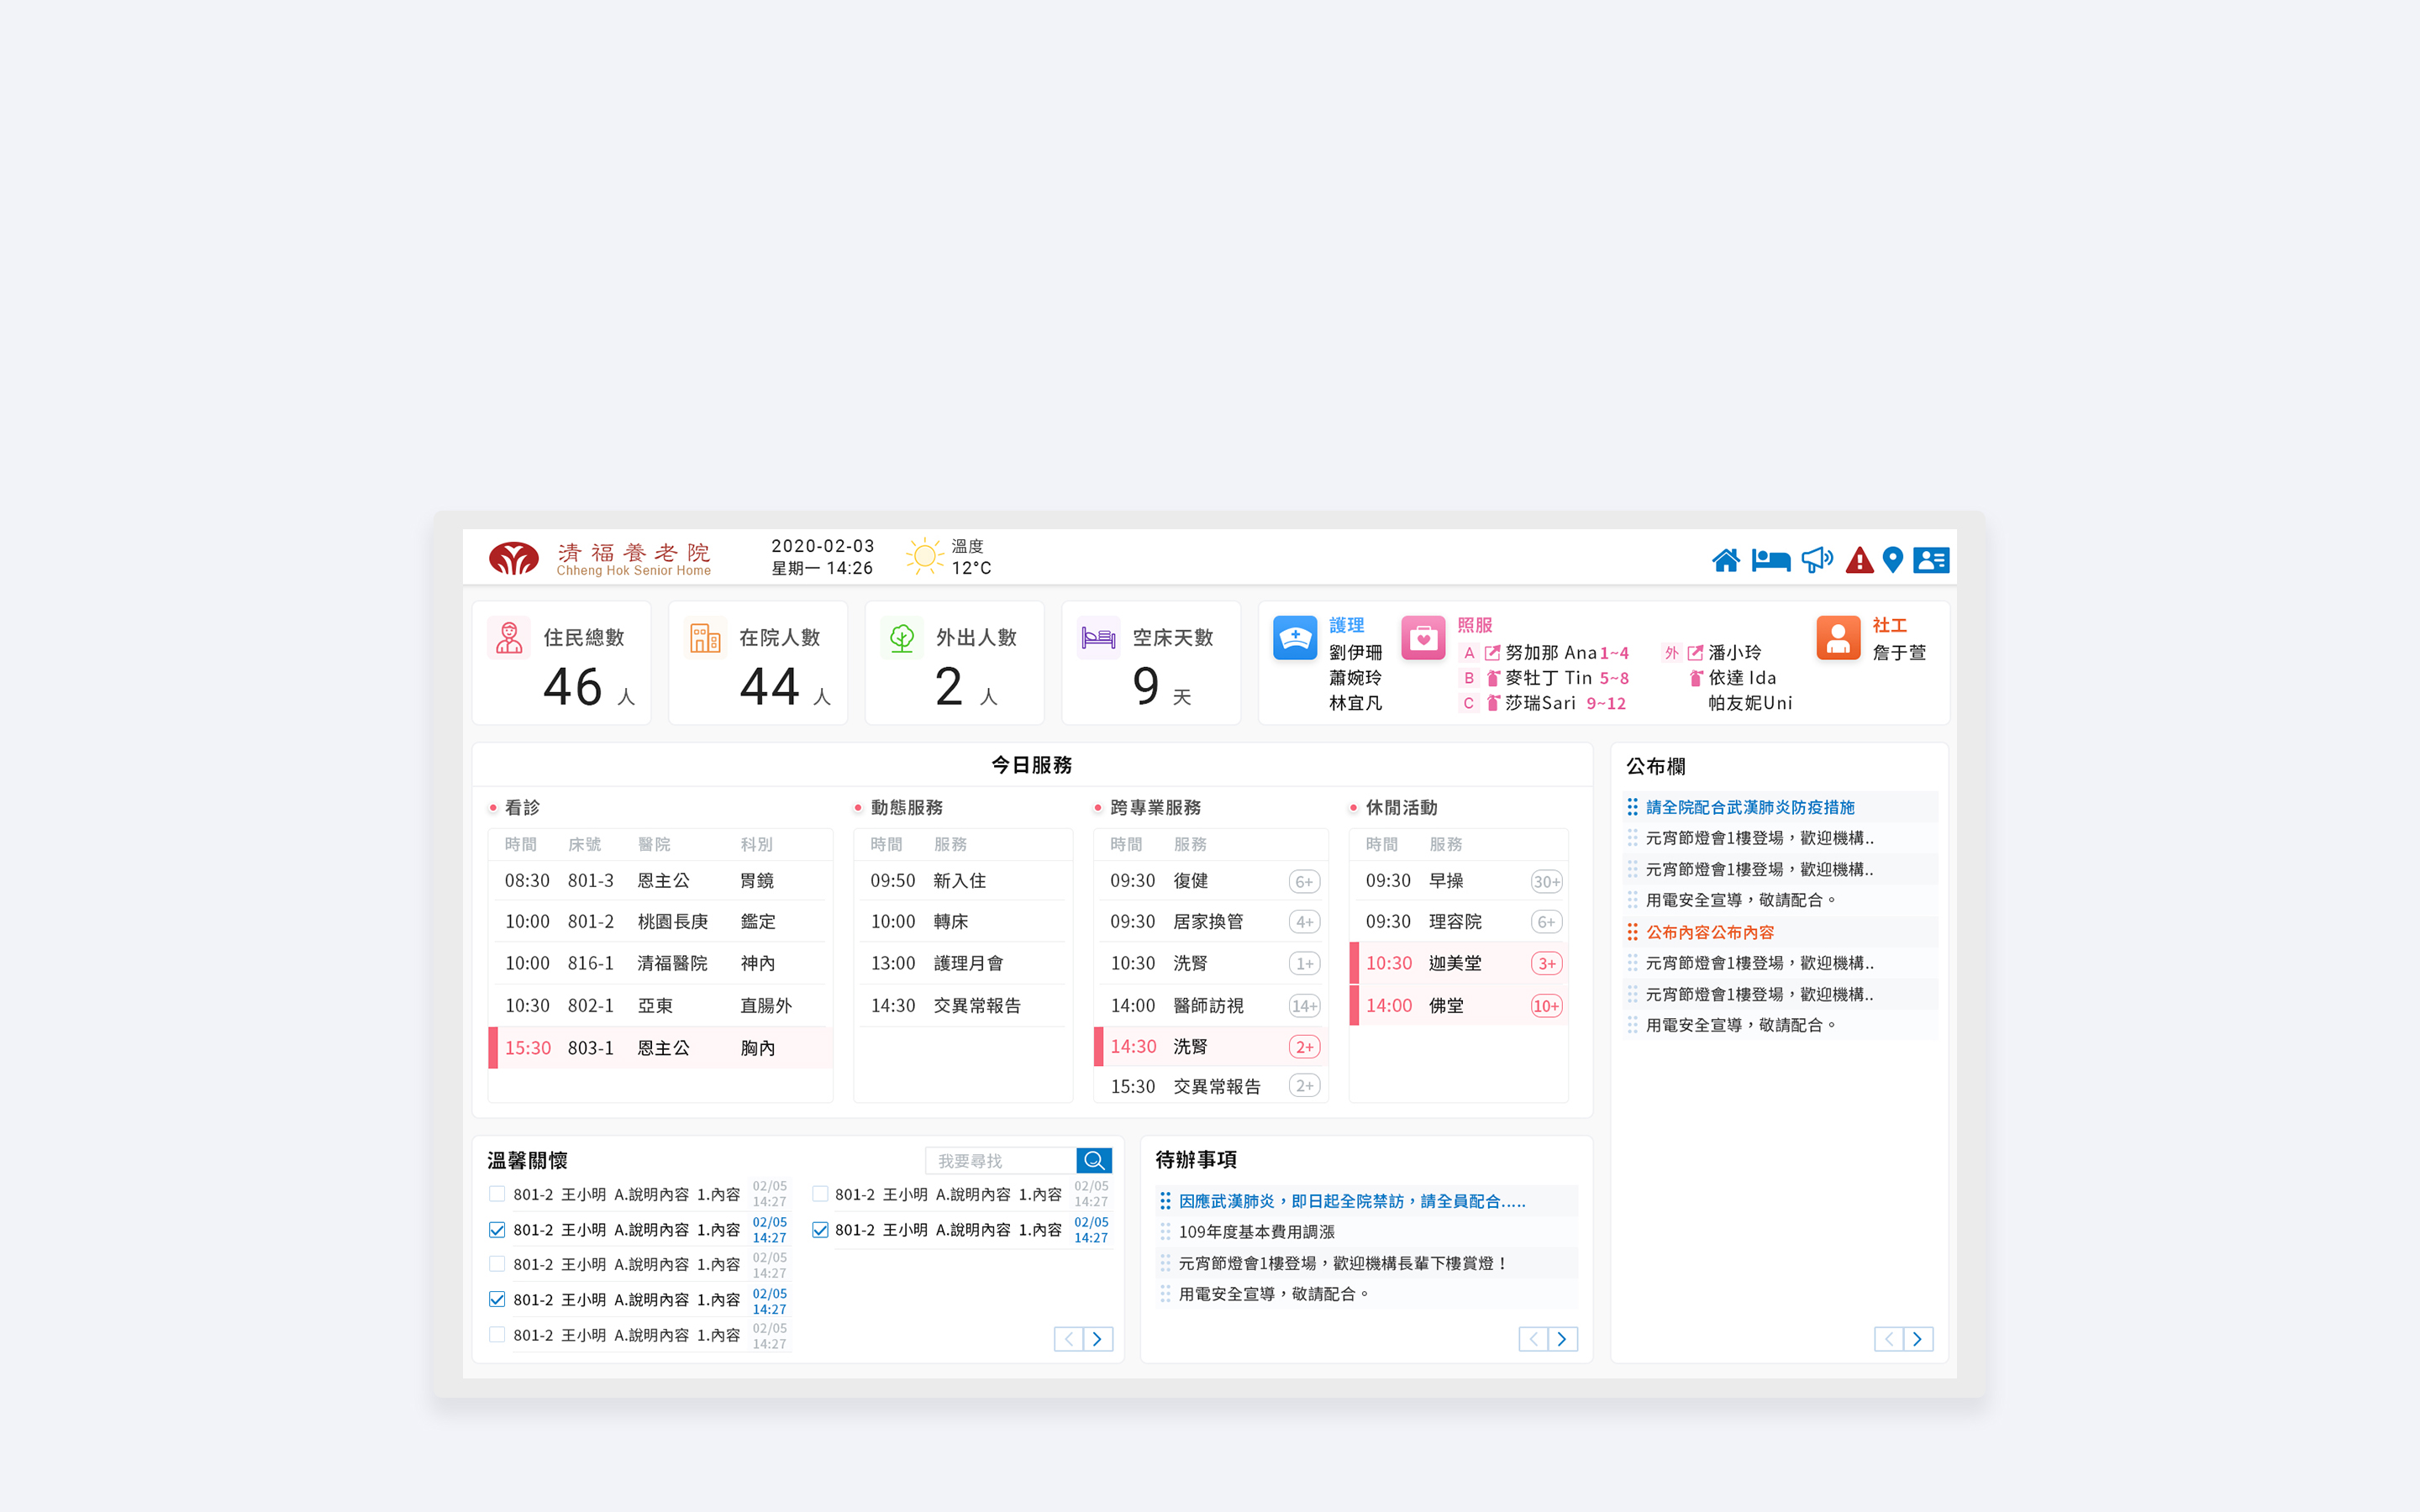 清福養老院
Chheng Hok Senior Home
2020-02-03
星期一 14:26
溫度
12°C
住民總數
46 人
在院人數
44 人
外出人數
2 人
空床天數
9 天
護理
劉伊珊
蕭婉玲
林宜凡
照服
A 努加那 Ana 1~4
B 麥牡丁 Tin 5~8
C 莎瑞Sari 9~12
外 潘小玲
依達 Ida
帕友妮Uni
社工
詹于萱
今日服務
看診
時間 床號 醫院 科別
08:30 801-3 恩主公 胃鏡
10:00 801-2 桃園長庚 鑑定
10:00 816-1 清福醫院 神內
10:30 802-1 亞東 直腸外
15:30 803-1 恩主公 胸內
動態服務
時間 服務
09:50 新入住
10:00 轉床
13:00 護理月會
14:30 交異常報告
跨專業服務
時間 服務
09:30 復健 6+
09:30 居家換管 4+
10:30 洗腎 1+
14:00 醫師訪視 14+
14:30 洗腎 2+
15:30 交異常報告 2+
休閒活動
時間 服務
09:30 早操 30+
09:30 理容院 6+
10:30 迦美堂 3+
14:00 佛堂 10+
公布欄
請全院配合武漢肺炎防疫措施
元宵節燈會1樓登場，歡迎機構..
元宵節燈會1樓登場，歡迎機構..
用電安全宣導，敬請配合。
公布內容公布內容
元宵節燈會1樓登場，歡迎機構..
元宵節燈會1樓登場，歡迎機構..
用電安全宣導，敬請配合。
溫馨關懷
我要尋找
801-2 王小明 A.說明內容 1.內容 02/05 14:27
801-2 王小明 A.說明內容 1.內容 02/05 14:27
801-2 王小明 A.說明內容 1.內容 02/05 14:27
801-2 王小明 A.說明內容 1.內容 02/05 14:27
801-2 王小明 A.說明內容 1.內容 02/05 14:27
801-2 王小明 A.說明內容 1.內容 02/05 14:27
801-2 王小明 A.說明內容 1.內容 02/05 14:27
待辦事項
因應武漢肺炎，即日起全院禁訪，請全員配合.....
109年度基本費用調漲
元宵節燈會1樓登場，歡迎機構長輩下樓賞燈！
用電安全宣導，敬請配合。